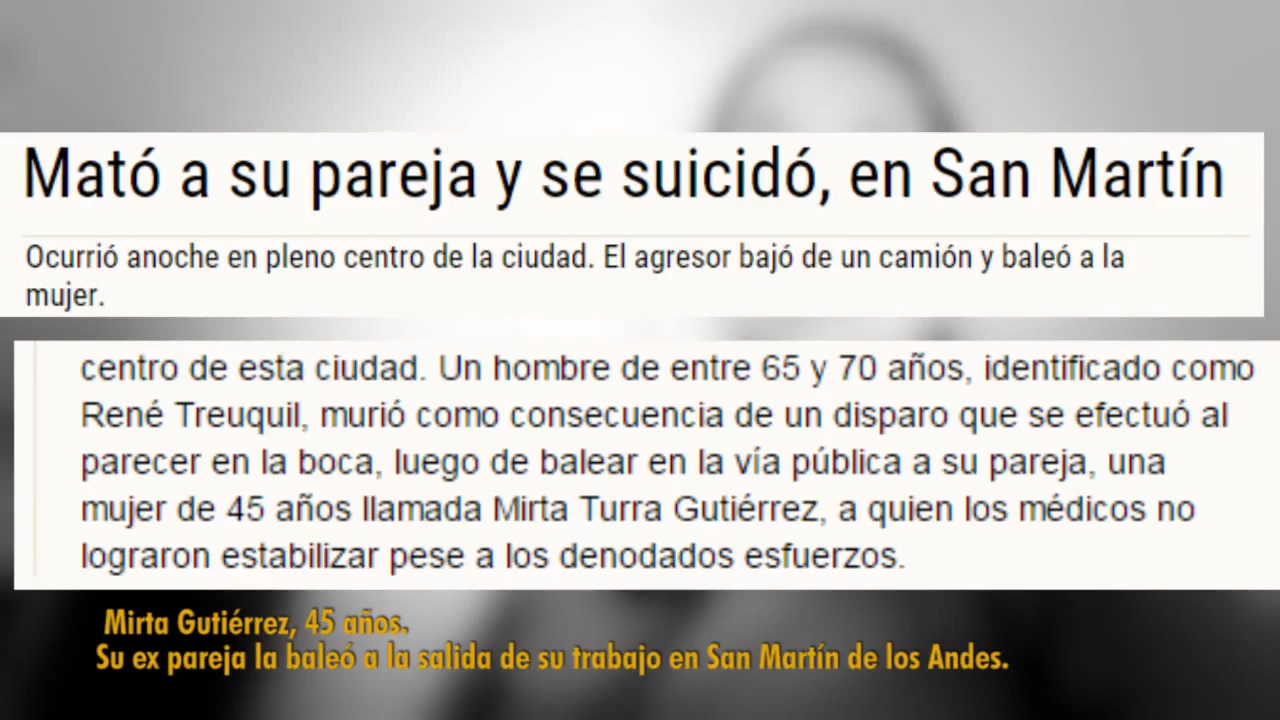 Mató a su pareja y se suicidó, en San Martín
Ocurrió anoche en pleno centro de la ciudad. El agresor bajó de un camión y baleó a la
mujer.
centro de esta ciudad. Un hombre de entre 65 y 70 años, identificado como
René Treuquil, murió como consecuencia de un disparo que se efectuó al
parecer en la boca, luego de balear en la vía pública a su pareja, una
mujer de 45 años llamada Mirta Turra Gutiérrez, a quien los médicos no
lograron estabilizar pese a los denodados esfuerzos.
Mirta Gutiérrez, 45 años.
Su ex pareja la baleó a la salida de su trabajo en San Martín de los Andes.